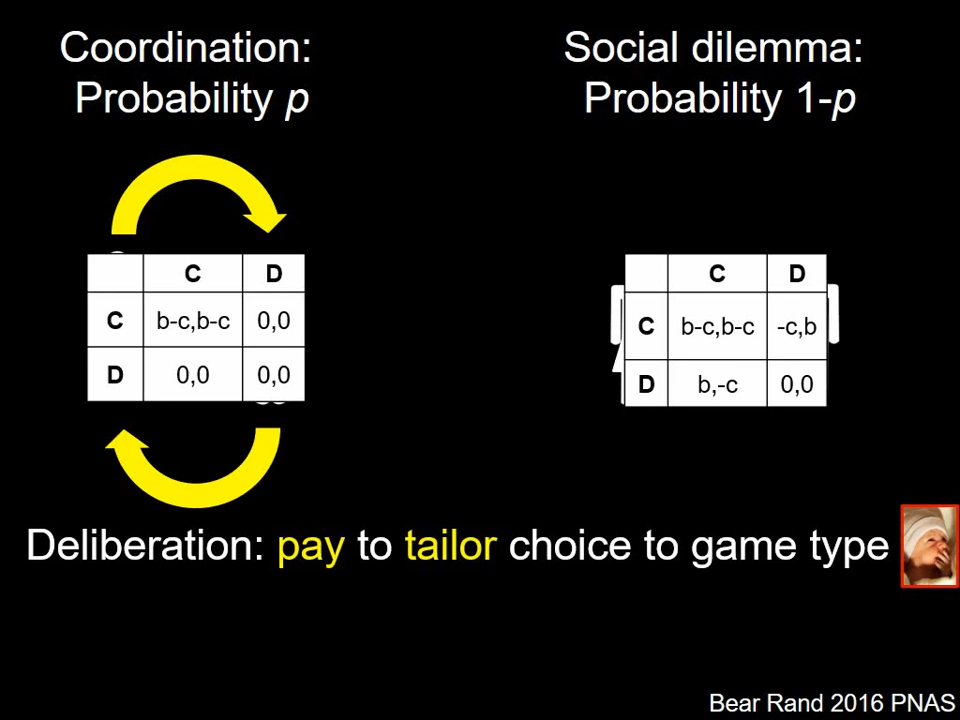 Coordination:
Probability p
Social dilemma:
Probability 1-p
C D
C b-c,b-c 0,0
D 0,0 0,0
C D
C b-c,b-c -c,b
D b,-c 0,0
Deliberation: pay to tailor choice to game type
Bear Rand 2016 PNAS